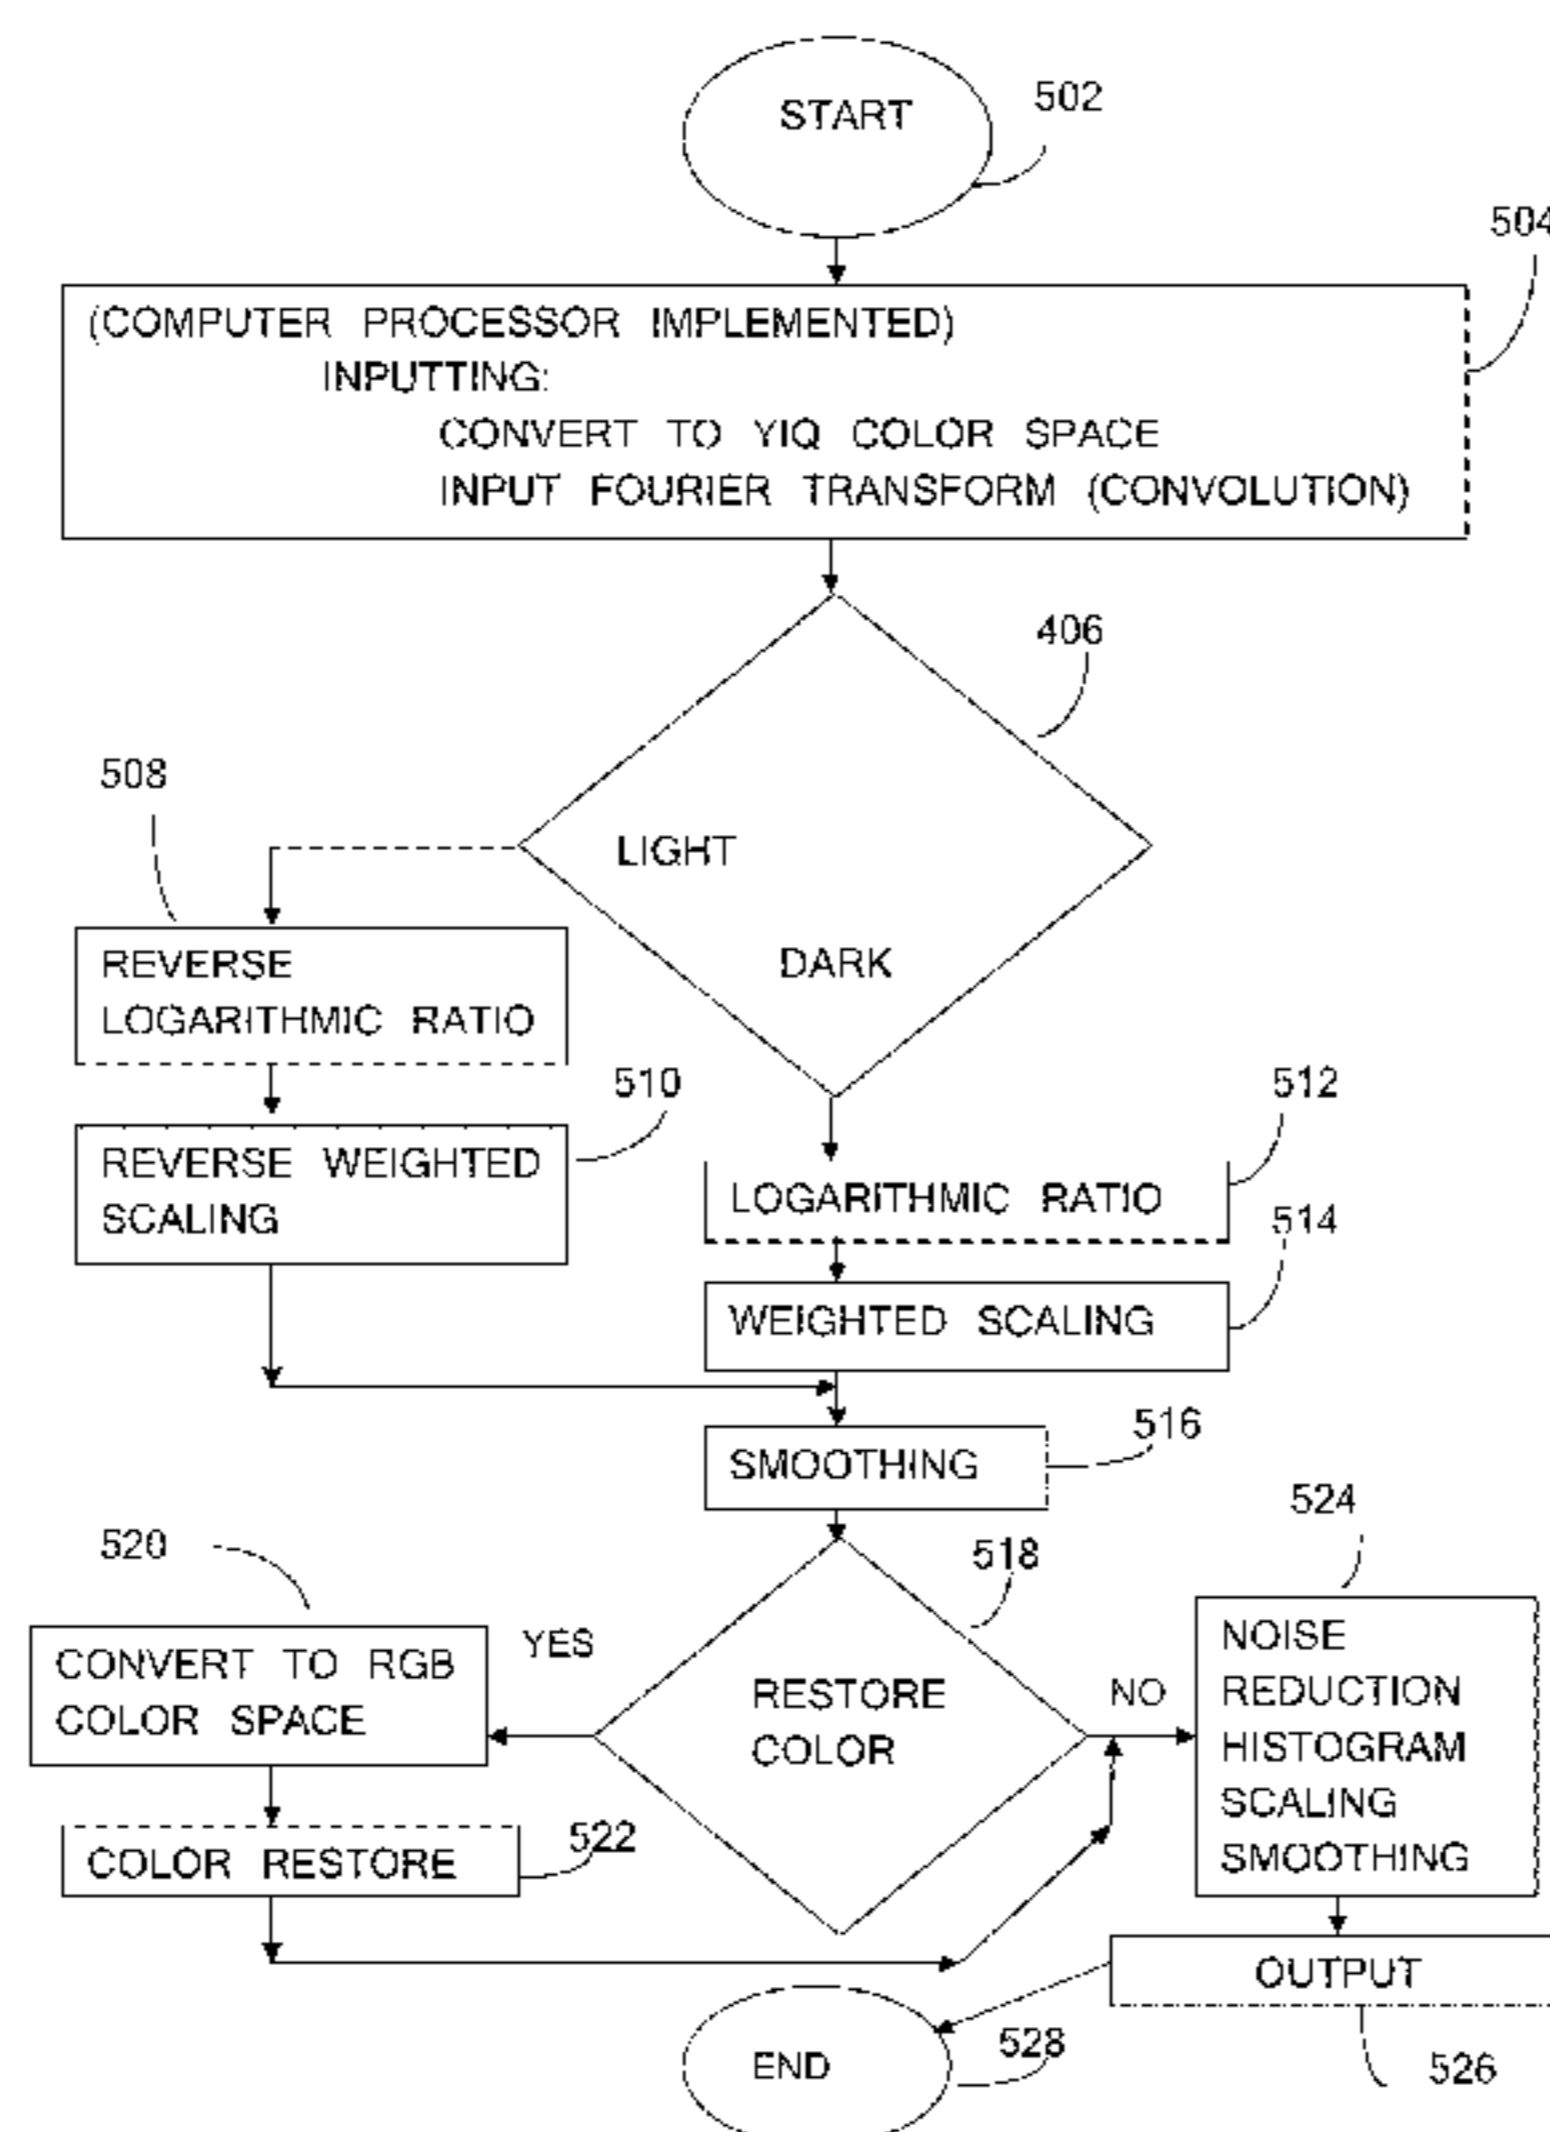 START
502
504
(COMPUTER PROCESSOR IMPLEMENTED)
INPUTTING:
CONVERT TO YIQ COLOR SPACE
INPUT FOURIER TRANSFORM (CONVOLUTION)
406
508
LIGHT
DARK
REVERSE
LOGARITHMIC RATIO
510
REVERSE WEIGHTED
SCALING
512
LOGARITHMIC RATIO
514
WEIGHTED SCALING
516
SMOOTHING
518
RESTORE
COLOR
YES
NO
520
CONVERT TO RGB
COLOR SPACE
522
COLOR RESTORE
524
NOISE
REDUCTION
HISTOGRAM
SCALING
SMOOTHING
OUTPUT
526
END
528